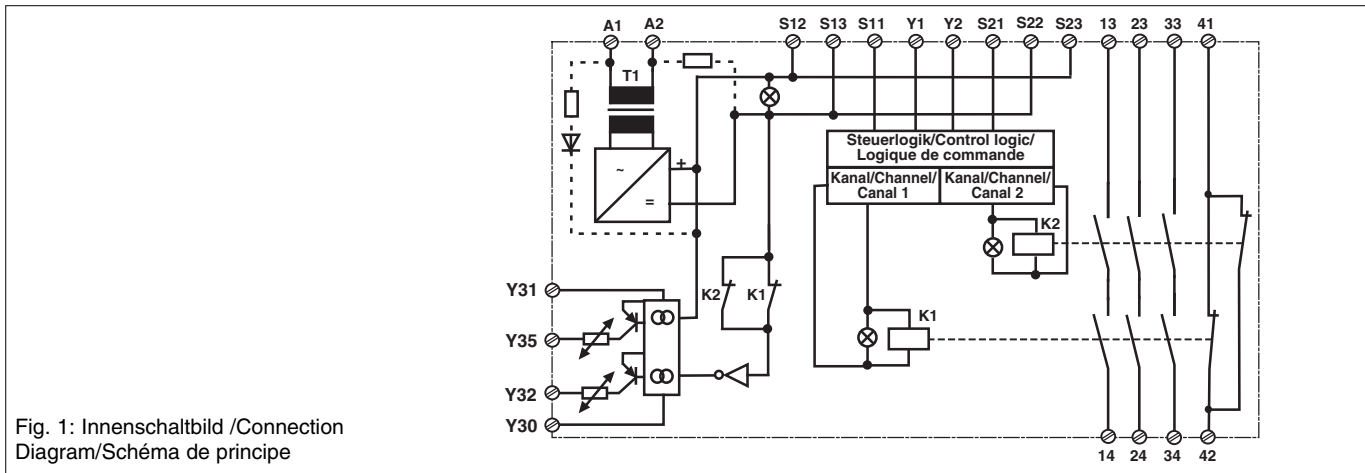 A1 A2 S12 S13 S11 Y1 Y2 S21 S22 S23 13 23 33 41
T1
Steuerlogik/Control logic/
Logique de commande
+
~
=
Kanal/Channel/
Canal 1
Kanal/Channel/
Canal 2
K2
Y31
K2 K1
K1
Y35
Y32
Y30
14 24 34 42
Fig. 1: Innenschaltbild /Connection
Diagram/Schéma de principe